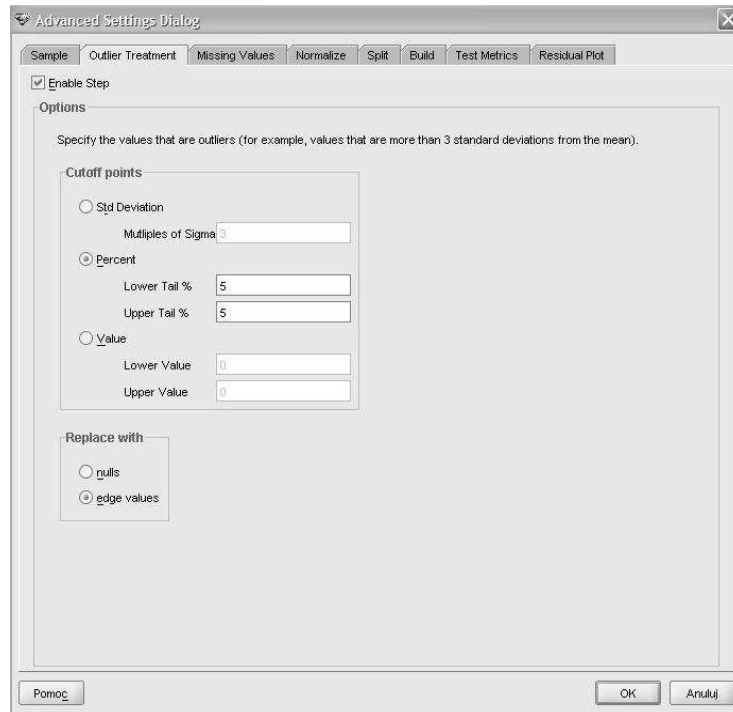 Advanced Settings Dialog
Sample Outlier Treatment Missing Values Normalize Split Build Test Metrics Residual Plot
Enable Step
Options
Specify the values that are outliers (for example, values that are more than 3 standard deviations from the mean).
Cutoff points
Std Deviation
Mutliples of Sigma 3
Percent
Lower Tail % 5
Upper Tail % 5
Value
Lower Value 0
Upper Value 0
Replace with
nulls
edge values
Pomoc OK Anuluj